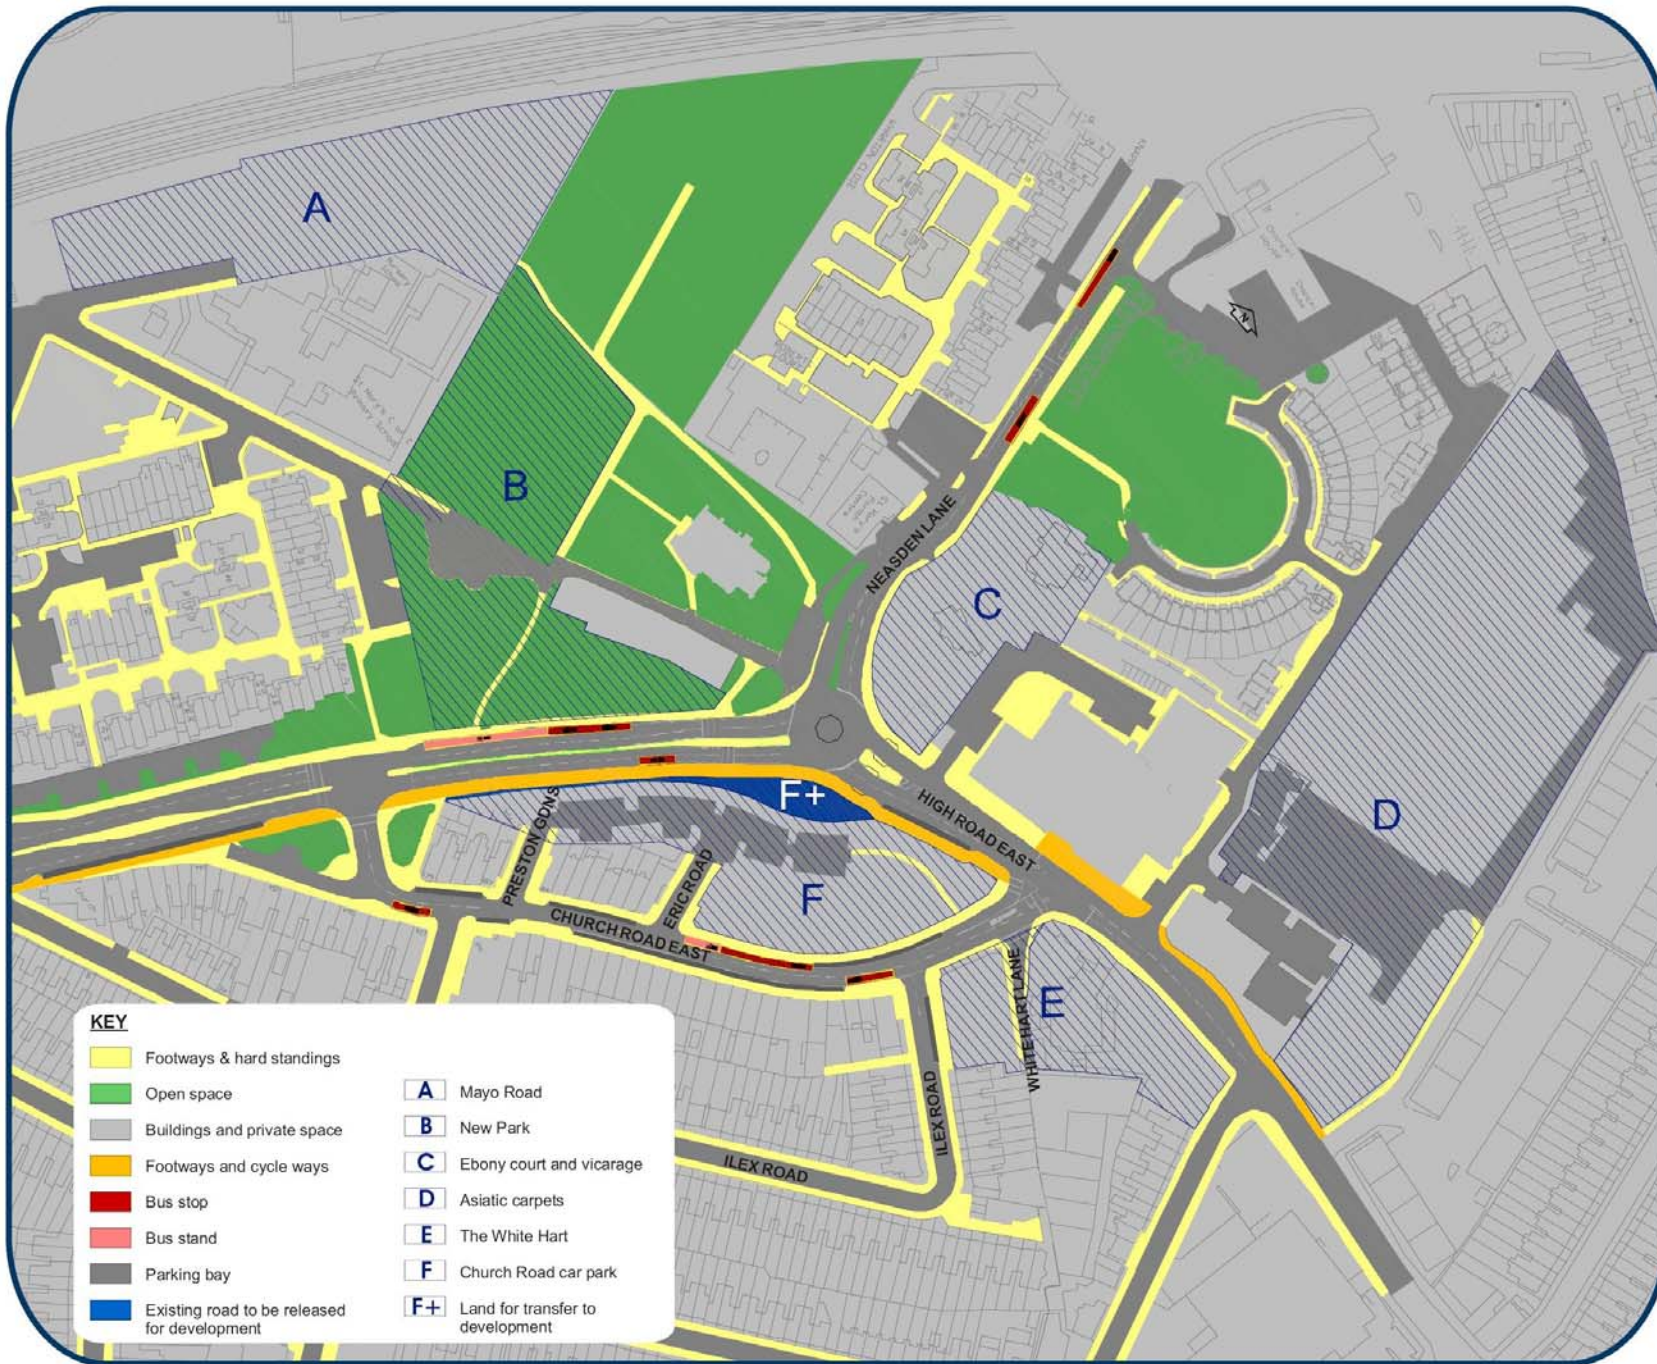 A
B
C
D
E
F
F+
N
NEASDEN LANE
HIGH ROAD EAST
PRESTON GDNS
ERIC ROAD
CHURCH ROAD EAST
WHITE HART LANE
ILEX ROAD
ILEX ROAD
KEY
Footways & hard standings
Open space
Buildings and private space
Footways and cycle ways
Bus stop
Bus stand
Parking bay
Existing road to be released
for development
A Mayo Road
B New Park
C Ebony court and vicarage
D Asiatic carpets
E The White Hart
F Church Road car park
F+ Land for transfer to
development